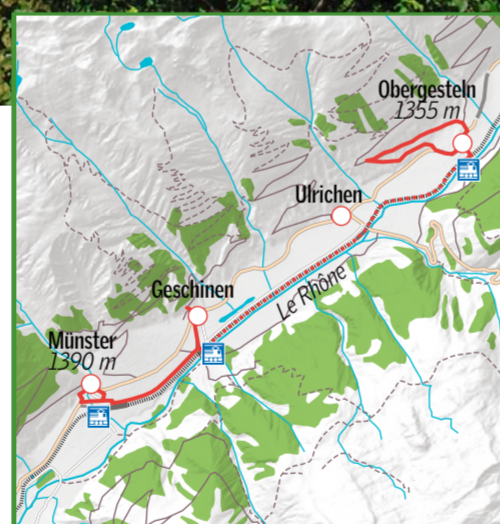 Obergesteln
1355 m
Ulrichen
Geschinen
Le Rhône
Münster
1390 m